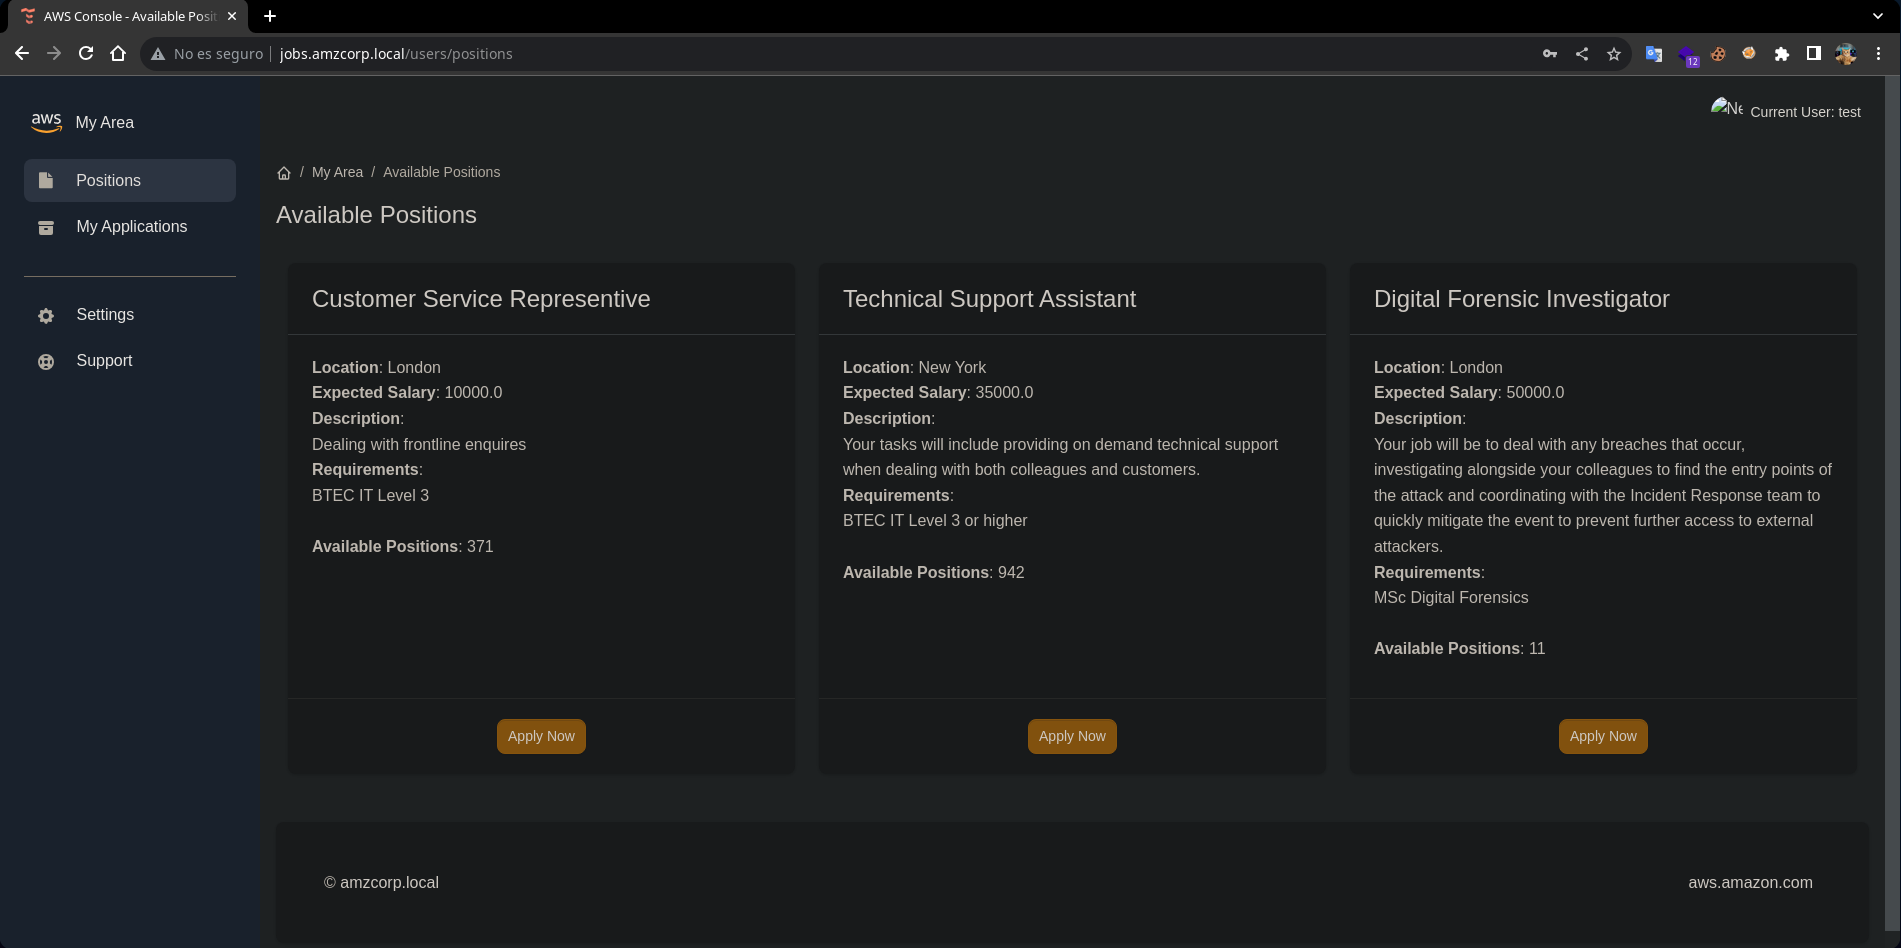 AWS Console - Available Posit
No es seguro | jobs.amzcorp.local/users/positions
12
aws My Area
Current User: test
Positions
My Applications
Settings
Support
/ My Area / Available Positions
Available Positions
Customer Service Representive
Location: London
Expected Salary: 10000.0
Description:
Dealing with frontline enquires
Requirements:
BTEC IT Level 3
Available Positions: 371
Apply Now
Technical Support Assistant
Location: New York
Expected Salary: 35000.0
Description:
Your tasks will include providing on demand technical support
when dealing with both colleagues and customers.
Requirements:
BTEC IT Level 3 or higher
Available Positions: 942
Apply Now
Digital Forensic Investigator
Location: London
Expected Salary: 50000.0
Description:
Your job will be to deal with any breaches that occur,
investigating alongside your colleagues to find the entry points of
the attack and coordinating with the Incident Response team to
quickly mitigate the event to prevent further access to external
attackers.
Requirements:
MSc Digital Forensics
Available Positions: 11
Apply Now
© amzcorp.local
aws.amazon.com